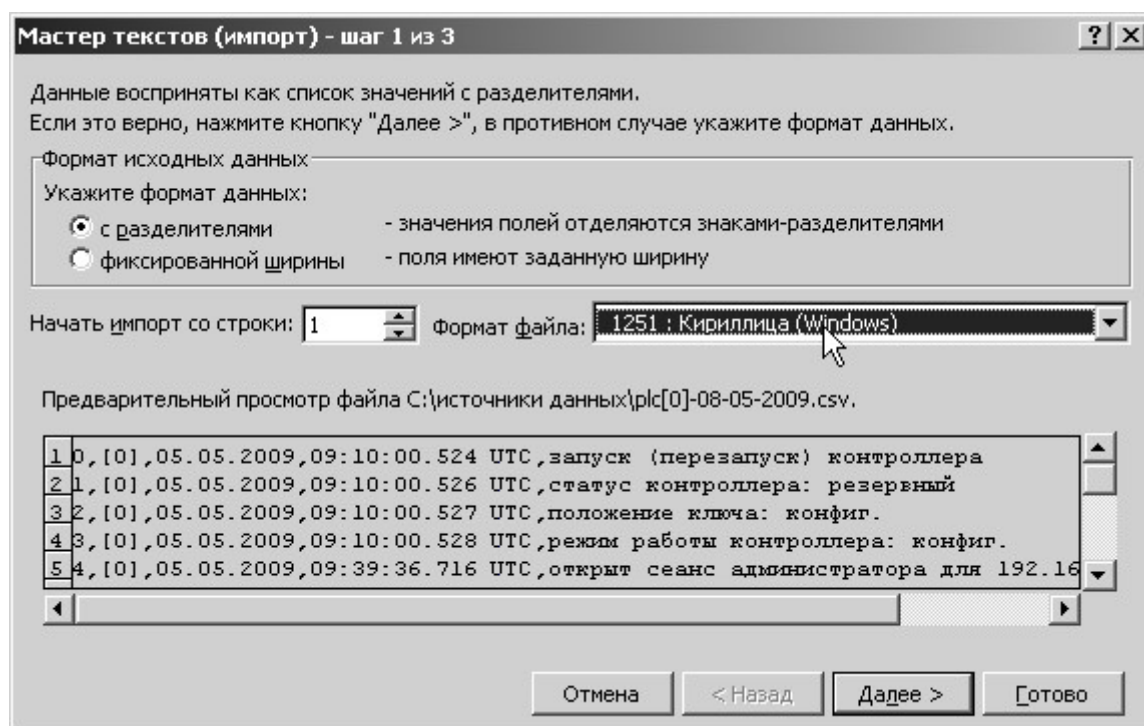 Мастер текстов (импорт) - шаг 1 из 3
Данные восприняты как список значений с разделителями.
Если это верно, нажмите кнопку "Далее >", в противном случае укажите формат данных.
Формат исходных данных
Укажите формат данных:
с разделителями - значения полей отделяются знаками-разделителями
фиксированной ширины - поля имеют заданную ширину
Начать импорт со строки: 1 Формат файла: 1251 : Кириллица (Windows)
Предварительный просмотр файла C:\источники данных\plc[0]-08-05-2009.csv.
1 0,[0],05.05.2009,09:10:00.524 UTC,запуск (перезапуск) контроллера
2 1,[0],05.05.2009,09:10:00.526 UTC,статус контроллера: резервный
3 2,[0],05.05.2009,09:10:00.527 UTC,положение ключа: конфиг.
4 3,[0],05.05.2009,09:10:00.528 UTC,режим работы контроллера: конфиг.
5 4,[0],05.05.2009,09:39:36.716 UTC,открыт сеанс администратора для 192.16
Отмена < Назад Далее > Готово